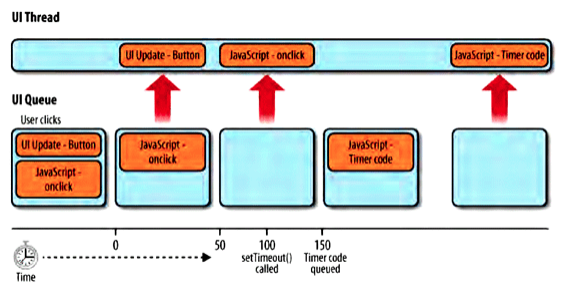 UI Thread
UI Update - Button
JavaScript - onclick
JavaScript - Timer code
UI Queue
User clicks
UI Update - Button
JavaScript -
onclick
JavaScript -
onclick
JavaScript -
Timer code
0
50
100
150
setTimeout()
called
Timer code
queued
Time